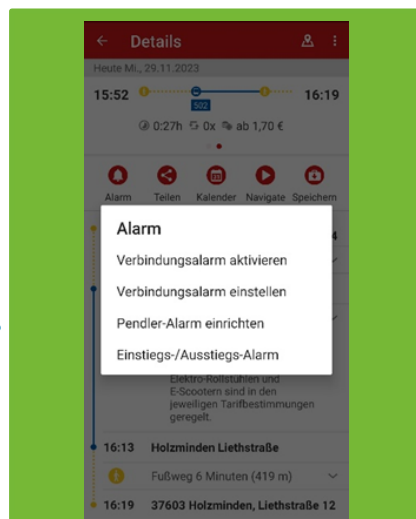 Details
Heute Mi., 29.11.2023
15:52
16:19
502
0:27h 0x ab 1,70 €
Alarm Teilen Kalender Navigate Speichern
Alarm
Verbindungsalarm aktivieren
Verbindungsalarm einstellen
Pendler-Alarm einrichten
Einstiegs-/Ausstiegs-Alarm
4
Elektro-Rollstühlen und
E-Scootern sind in den
jeweiligen Tarifbestimmungen
geregelt.
16:13 Holzminden Liethstraße
Fußweg 6 Minuten (419 m)
16:19 37603 Holzminden, Liethstraße 12